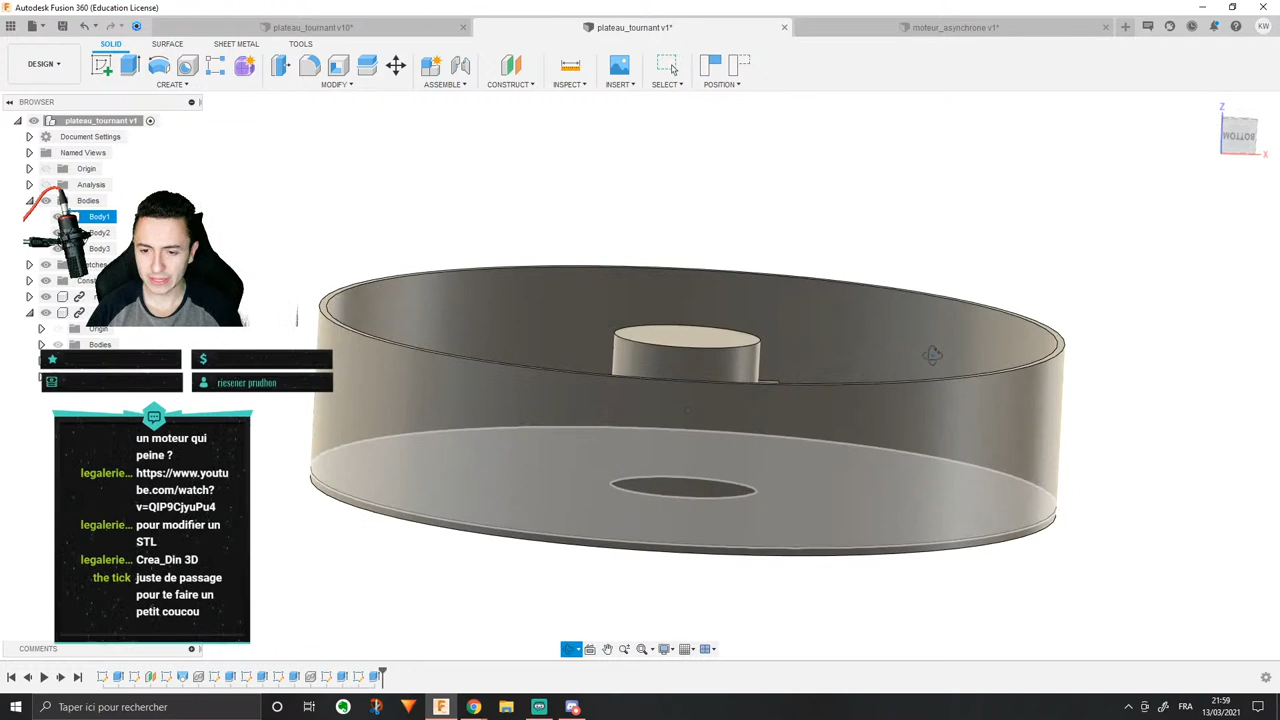 Autodesk Fusion 360 (Education License)
plateau_tournant v10*
plateau_tournant v1*
moteur_asynchrone v1*
KW
DESIGN
SOLID
SURFACE
SHEET METAL
TOOLS
CREATE
MODIFY
ASSEMBLE
CONSTRUCT
INSPECT
INSERT
SELECT
POSITION
BROWSER
plateau_tournant v1
Document Settings
Named Views
Origin
Analysis
Bodies
Body1
Body2
Body3
Origin
Bodies
Z
BOTTOM
X
$
riesener prudhon
un moteur qui
peine ?
legalerie... https://www.youtu
be.com/watch?
v=QIP9CjyuPu4
legalerie... pour modifier un
STL
legalerie... Crea_Din 3D
the tick juste de passage
pour te faire un
petit coucou
COMMENTS
Taper ici pour rechercher
FRA
21:59
13/03/2021